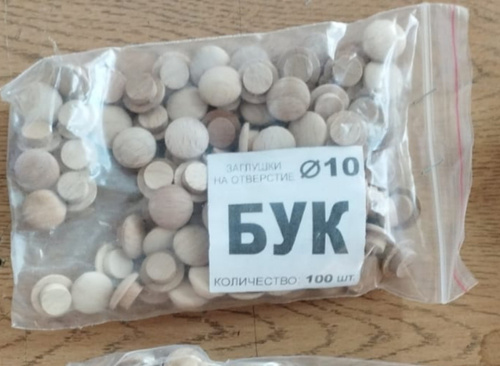 ЗАГЛУШКИ
НА ОТВЕРСТИЕ Ø10
БУК
КОЛИЧЕСТВО: 100 шт.